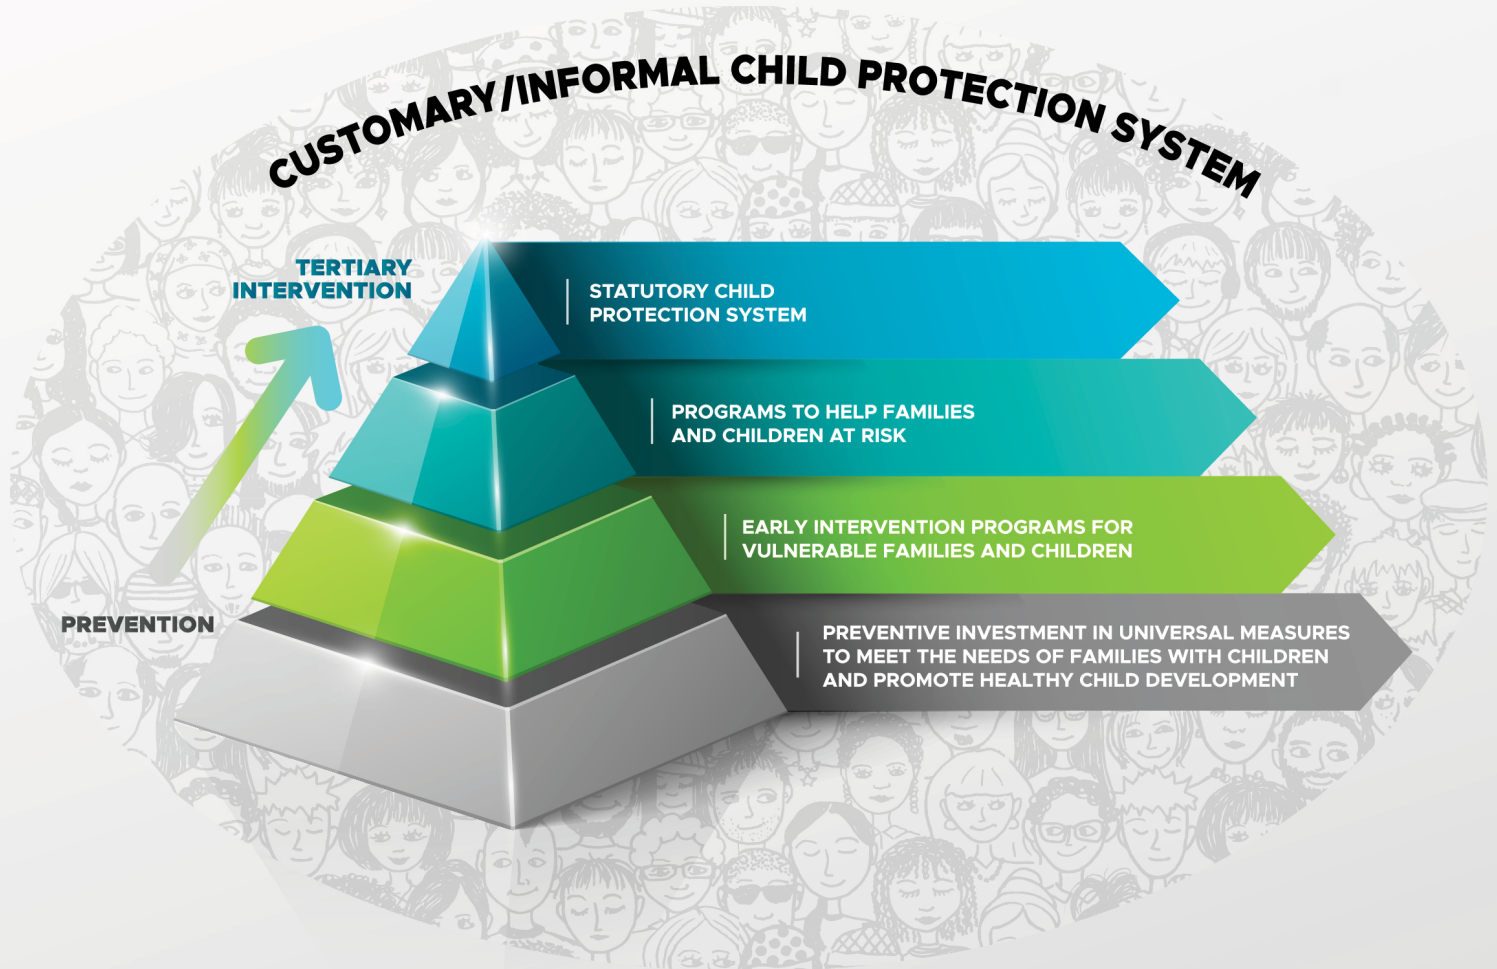 CUSTOMARY/INFORMAL CHILD PROTECTION SYSTEM
TERTIARY
INTERVENTION
STATUTORY CHILD
PROTECTION SYSTEM
PROGRAMS TO HELP FAMILIES
AND CHILDREN AT RISK
EARLY INTERVENTION PROGRAMS FOR
VULNERABLE FAMILIES AND CHILDREN
PREVENTION
PREVENTIVE INVESTMENT IN UNIVERSAL MEASURES
TO MEET THE NEEDS OF FAMILIES WITH CHILDREN
AND PROMOTE HEALTHY CHILD DEVELOPMENT